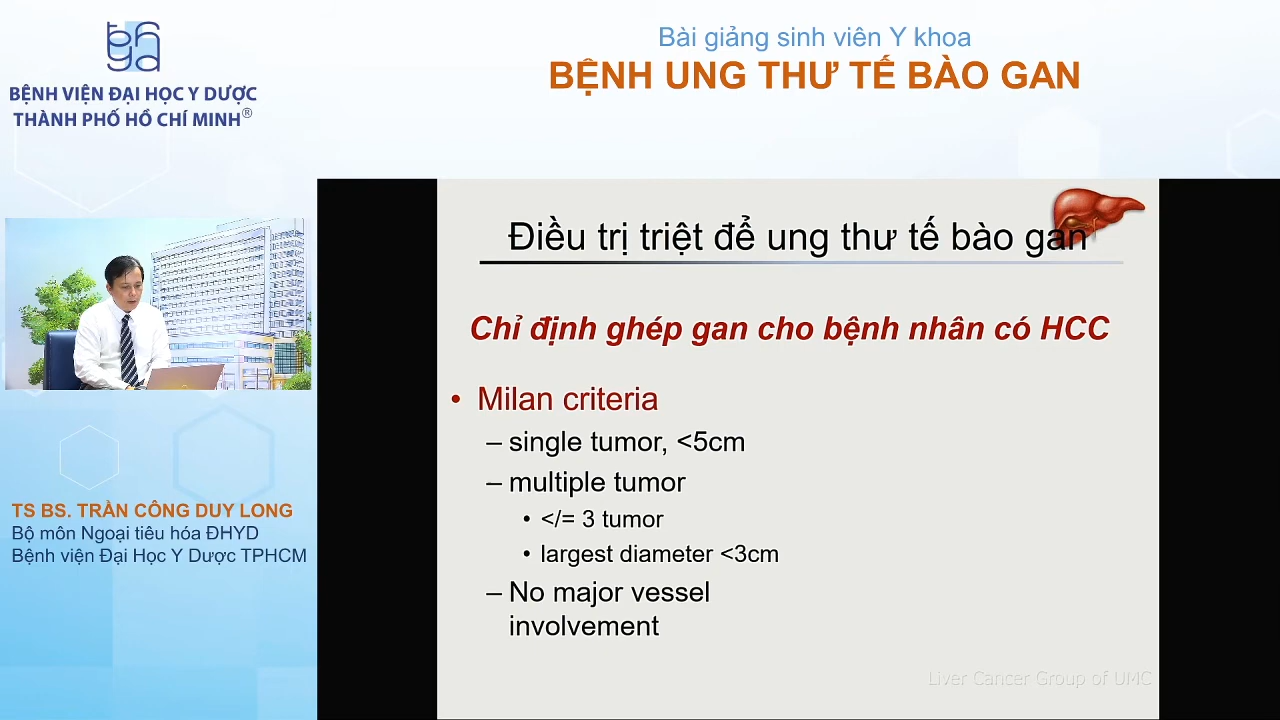 BỆNH VIỆN ĐẠI HỌC Y DƯỢC
THÀNH PHỐ HỒ CHÍ MINH®
Bài giảng sinh viên Y khoa
BỆNH UNG THƯ TẾ BÀO GAN
Điều trị triệt để ung thư tế bào gan
Chỉ định ghép gan cho bệnh nhân có HCC
• Milan criteria
– single tumor, <5cm
– multiple tumor
• </= 3 tumor
• largest diameter <3cm
– No major vessel
involvement
Liver Cancer Group of UMC
TS BS. TRẦN CÔNG DUY LONG
Bộ môn Ngoại tiêu hóa ĐHYD
Bệnh viện Đại Học Y Dược TPHCM